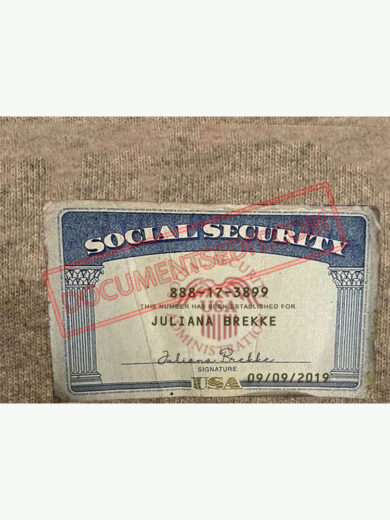 SOCIAL SECURITY
888-17-3899
THIS NUMBER HAS BEEN ESTABLISHED FOR
JULIANA BREKKE
Juliana Brekke
SIGNATURE
USA
09/09/2019